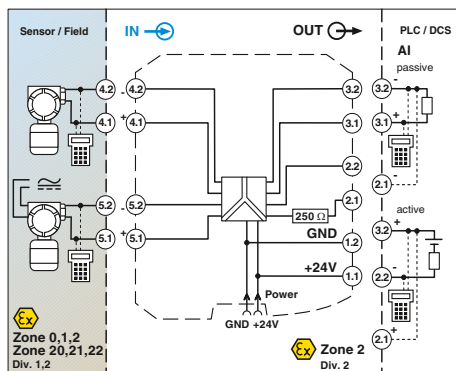 Sensor / Field
IN
OUT
PLC / DCS
AI
passive
4.2
-
4.2
3.2
3.2
-
4.1
+
4.1
3.1
3.1
+
2.2
2.1
5.2
-
5.2
2.1
250 Ω
active
5.1
+
5.1
GND
1.2
3.2
+
+24V
1.1
2.2
-
Power
GND +24V
2.1
+
Ex
Zone 0,1,2
Zone 20,21,22
Div. 1,2
Ex
Zone 2
Div. 2